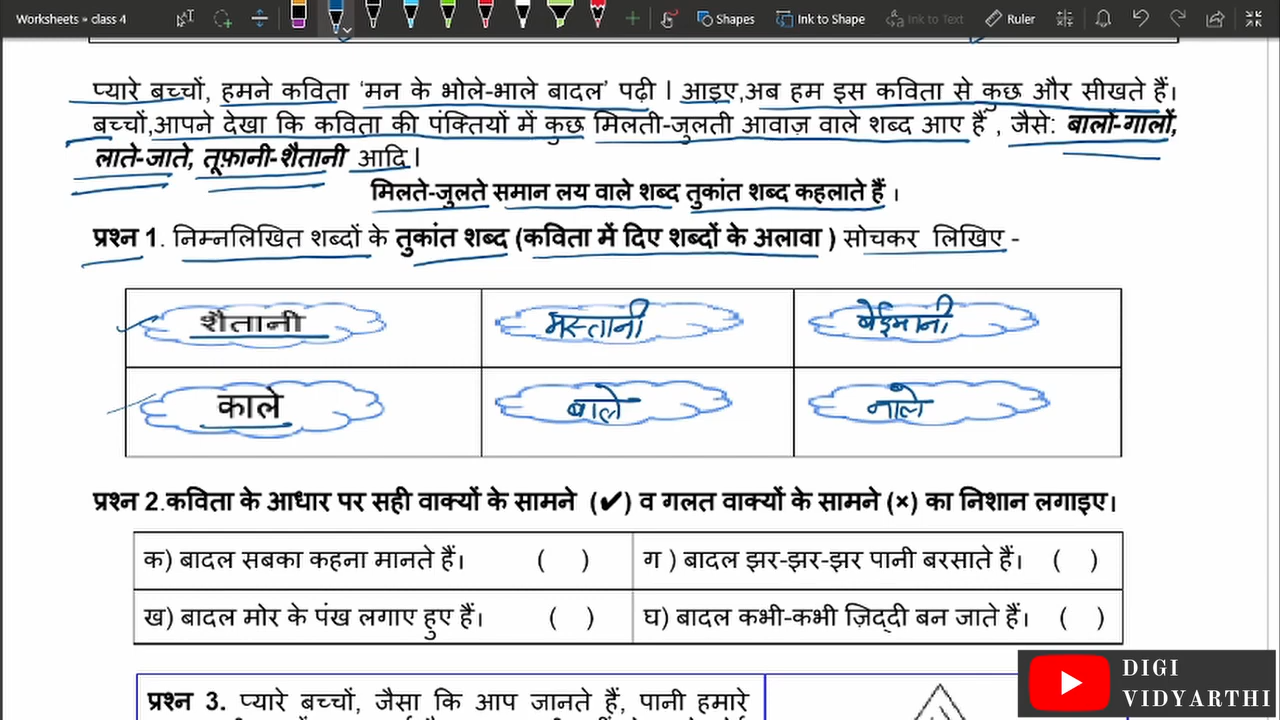 Worksheets » class 4
Shapes
Ink to Shape
Ink to Text
Ruler
प्यारे बच्चों, हमने कविता ‘मन के भोले-भाले बादल’ पढ़ी | आइए,अब हम इस कविता से कुछ और सीखते हैं।
बच्चों,आपने देखा कि कविता की पंक्तियों में कुछ मिलती-जुलती आवाज़ वाले शब्द आए हैं , जैसे: बालों-गालों,
लाते-जाते, तूफ़ानी-शैतानी आदि |
मिलते-जुलते समान लय वाले शब्द तुकांत शब्द कहलाते हैं ।
प्रश्न 1. निम्नलिखित शब्दों के तुकांत शब्द (कविता में दिए शब्दों के अलावा ) सोचकर लिखिए -
शैतानी मस्तानी बेईमानी
काले बाले नाले
प्रश्न 2.कविता के आधार पर सही वाक्यों के सामने (✔) व गलत वाक्यों के सामने (×) का निशान लगाइए।
क) बादल सबका कहना मानते हैं। ( ) ग ) बादल झर-झर-झर पानी बरसाते हैं। ( )
ख) बादल मोर के पंख लगाए हुए हैं। ( ) घ) बादल कभी-कभी ज़िद्दी बन जाते हैं। ( )
प्रश्न 3. प्यारे बच्चों, जैसा कि आप जानते हैं, पानी हमारे
DIGI
VIDYARTHI